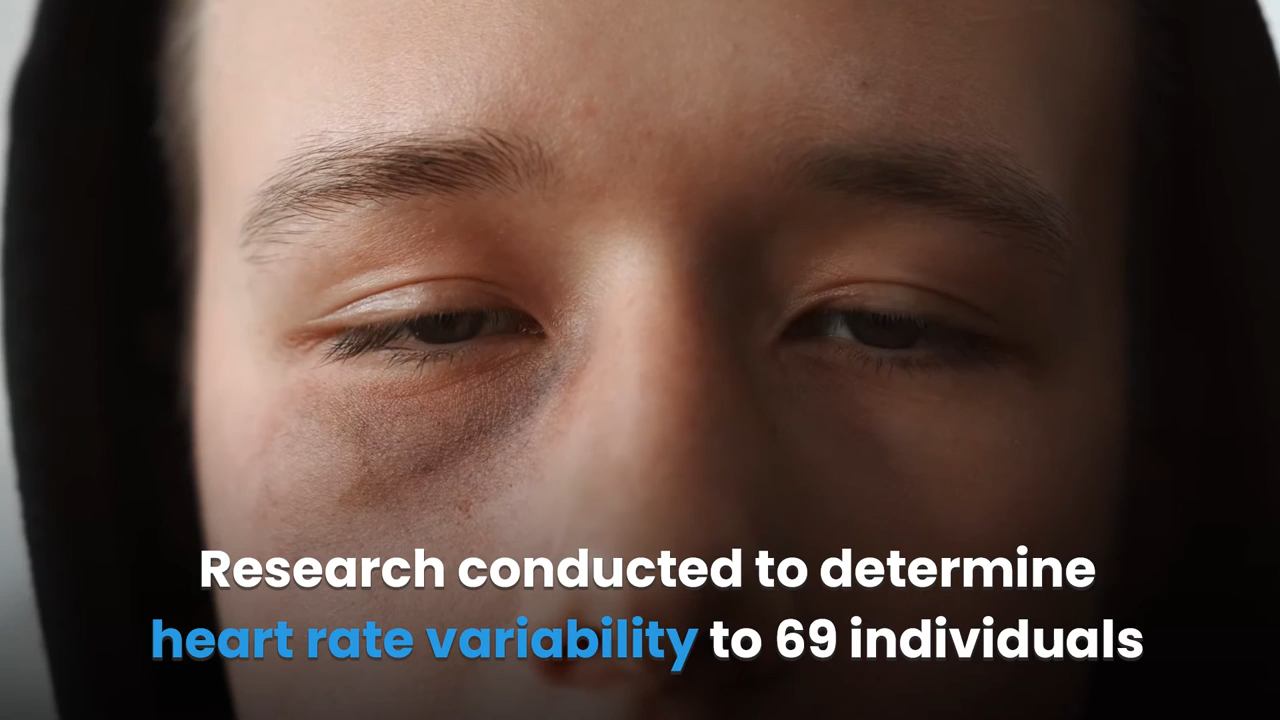 Research conducted to determine
heart rate variability to 69 individuals